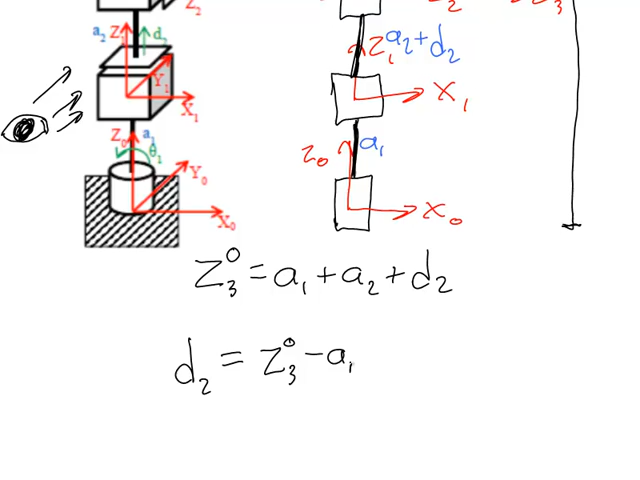 Z₂
a₂ Z₁ d₂
Y₁
X₁
Z₀ a₁
θ₁
Y₀
X₀
Z₁ a₂+d₂
X₁
Z₀ a₁
X₀
Z₃⁰ = a₁ + a₂ + d₂
d₂ = Z₃⁰ − a₁